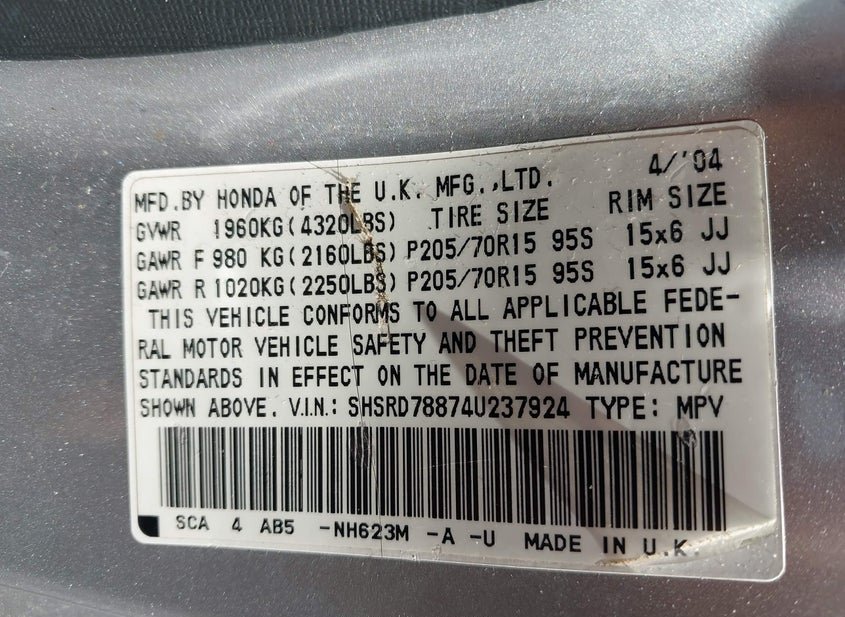 MFD.BY HONDA OF THE U.K. MFG.,LTD. 4/'04
GVWR 1960KG(4320LBS) TIRE SIZE RIM SIZE
GAWR F 980 KG(2160LBS) P205/70R15 95S 15x6 JJ
GAWR R 1020KG(2250LBS) P205/70R15 95S 15x6 JJ
THIS VEHICLE CONFORMS TO ALL APPLICABLE FEDE-
RAL MOTOR VEHICLE SAFETY AND THEFT PREVENTION
STANDARDS IN EFFECT ON THE DATE OF MANUFACTURE
SHOWN ABOVE. V.I.N.: SHSRD78874U237924 TYPE: MPV
SCA 4 AB5 -NH623M -A -U MADE IN U.K.